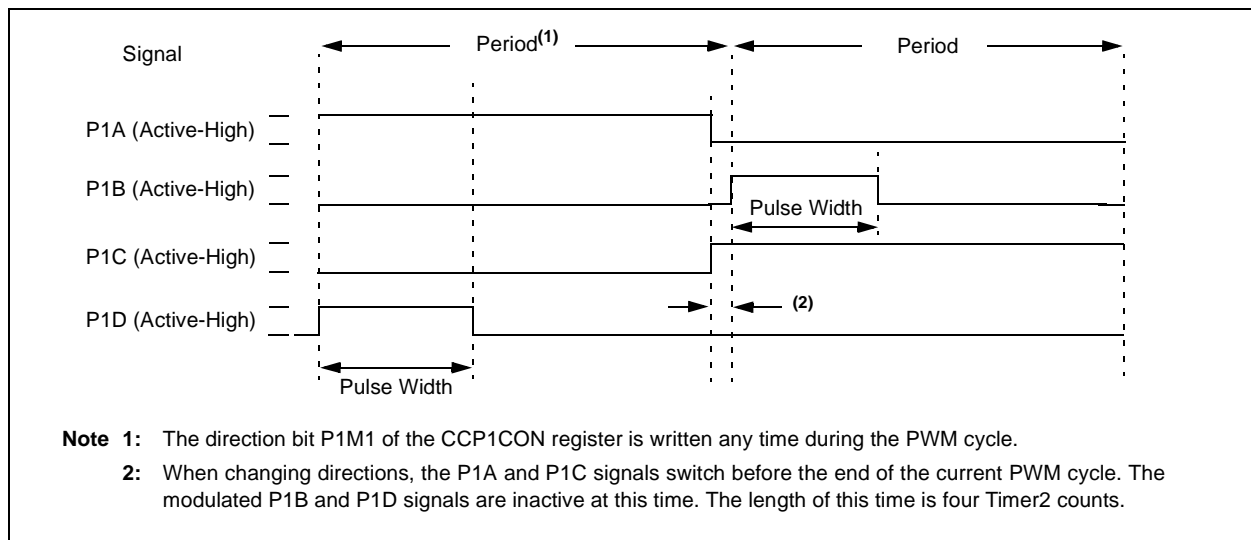 Signal
Period(1)
Period
P1A (Active-High)
P1B (Active-High)
Pulse Width
P1C (Active-High)
(2)
P1D (Active-High)
Pulse Width
Note 1: The direction bit P1M1 of the CCP1CON register is written any time during the PWM cycle.
2: When changing directions, the P1A and P1C signals switch before the end of the current PWM cycle. The
modulated P1B and P1D signals are inactive at this time. The length of this time is four Timer2 counts.